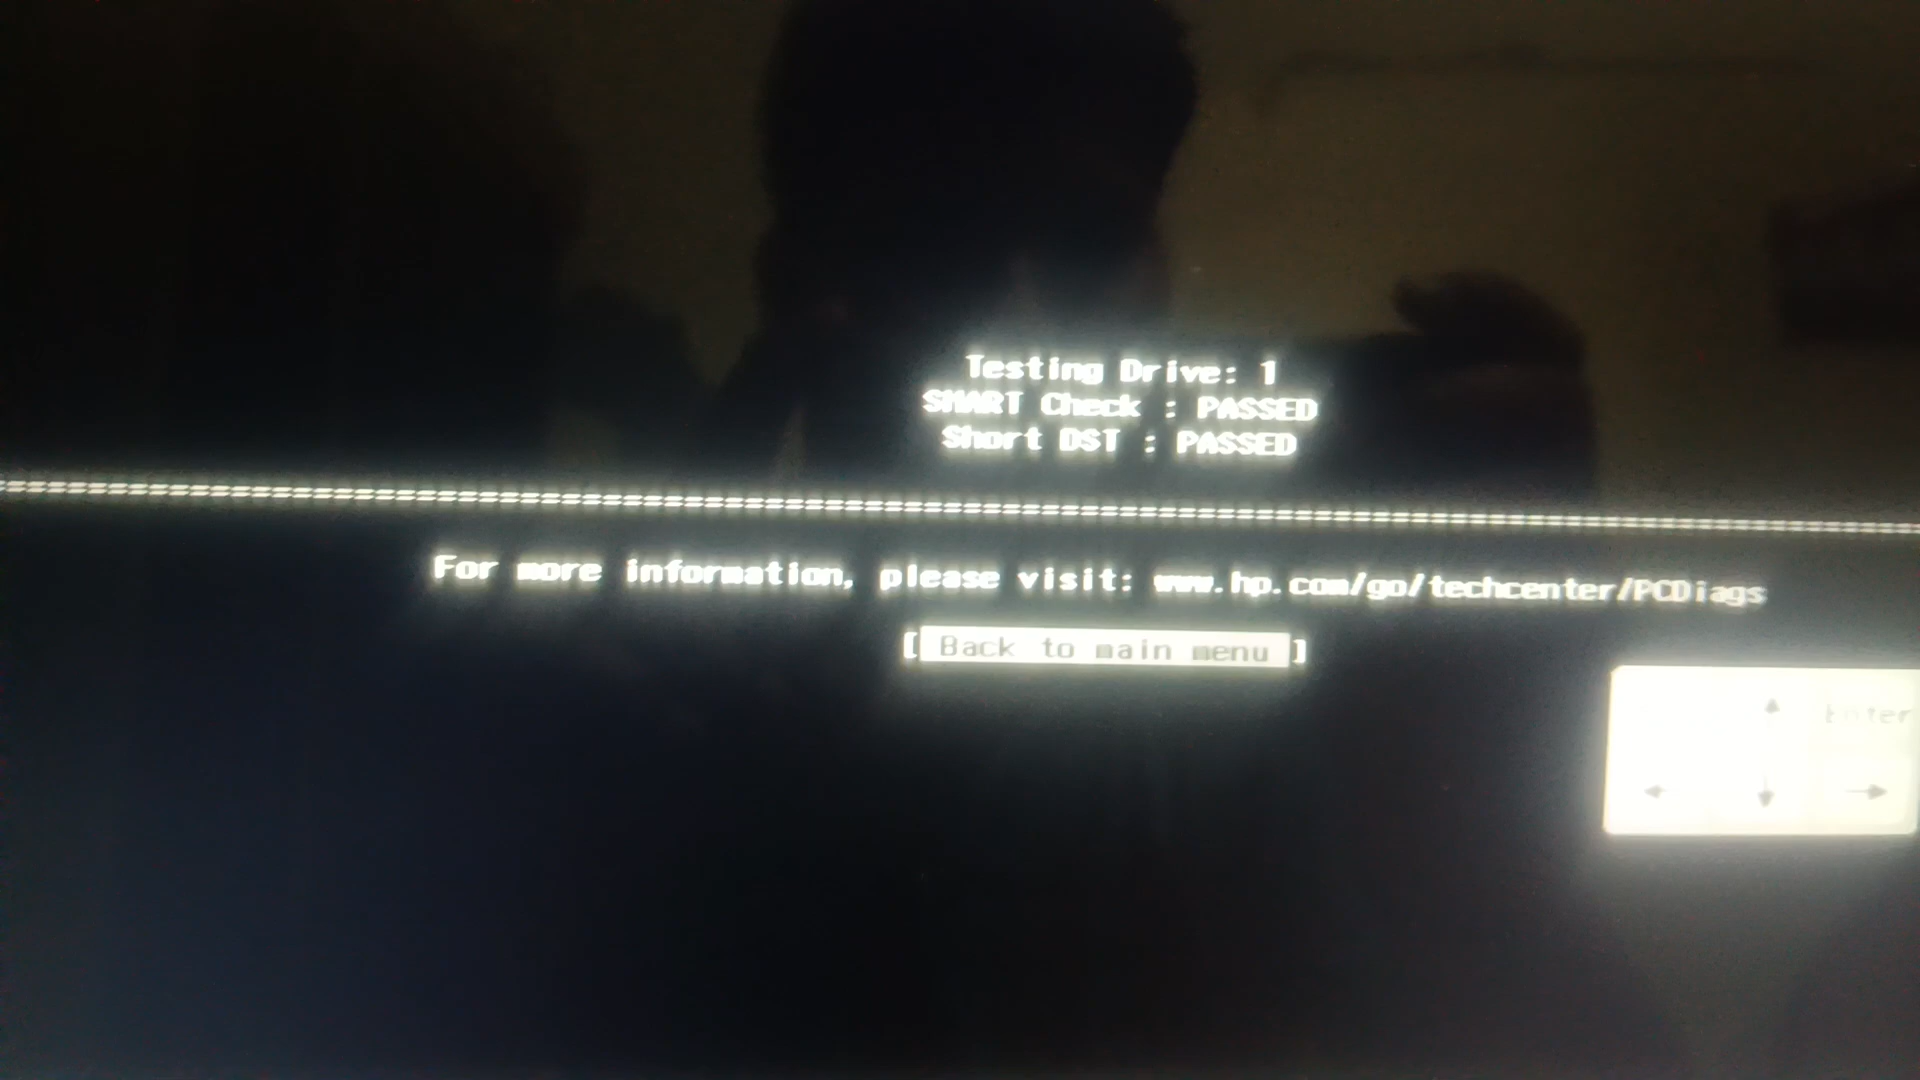 Testing Drive: 1
SMART Check : PASSED
Short DST : PASSED
For more information, please visit: www.hp.com/go/techcenter/PCDiags
[ Back to main menu ]
Enter